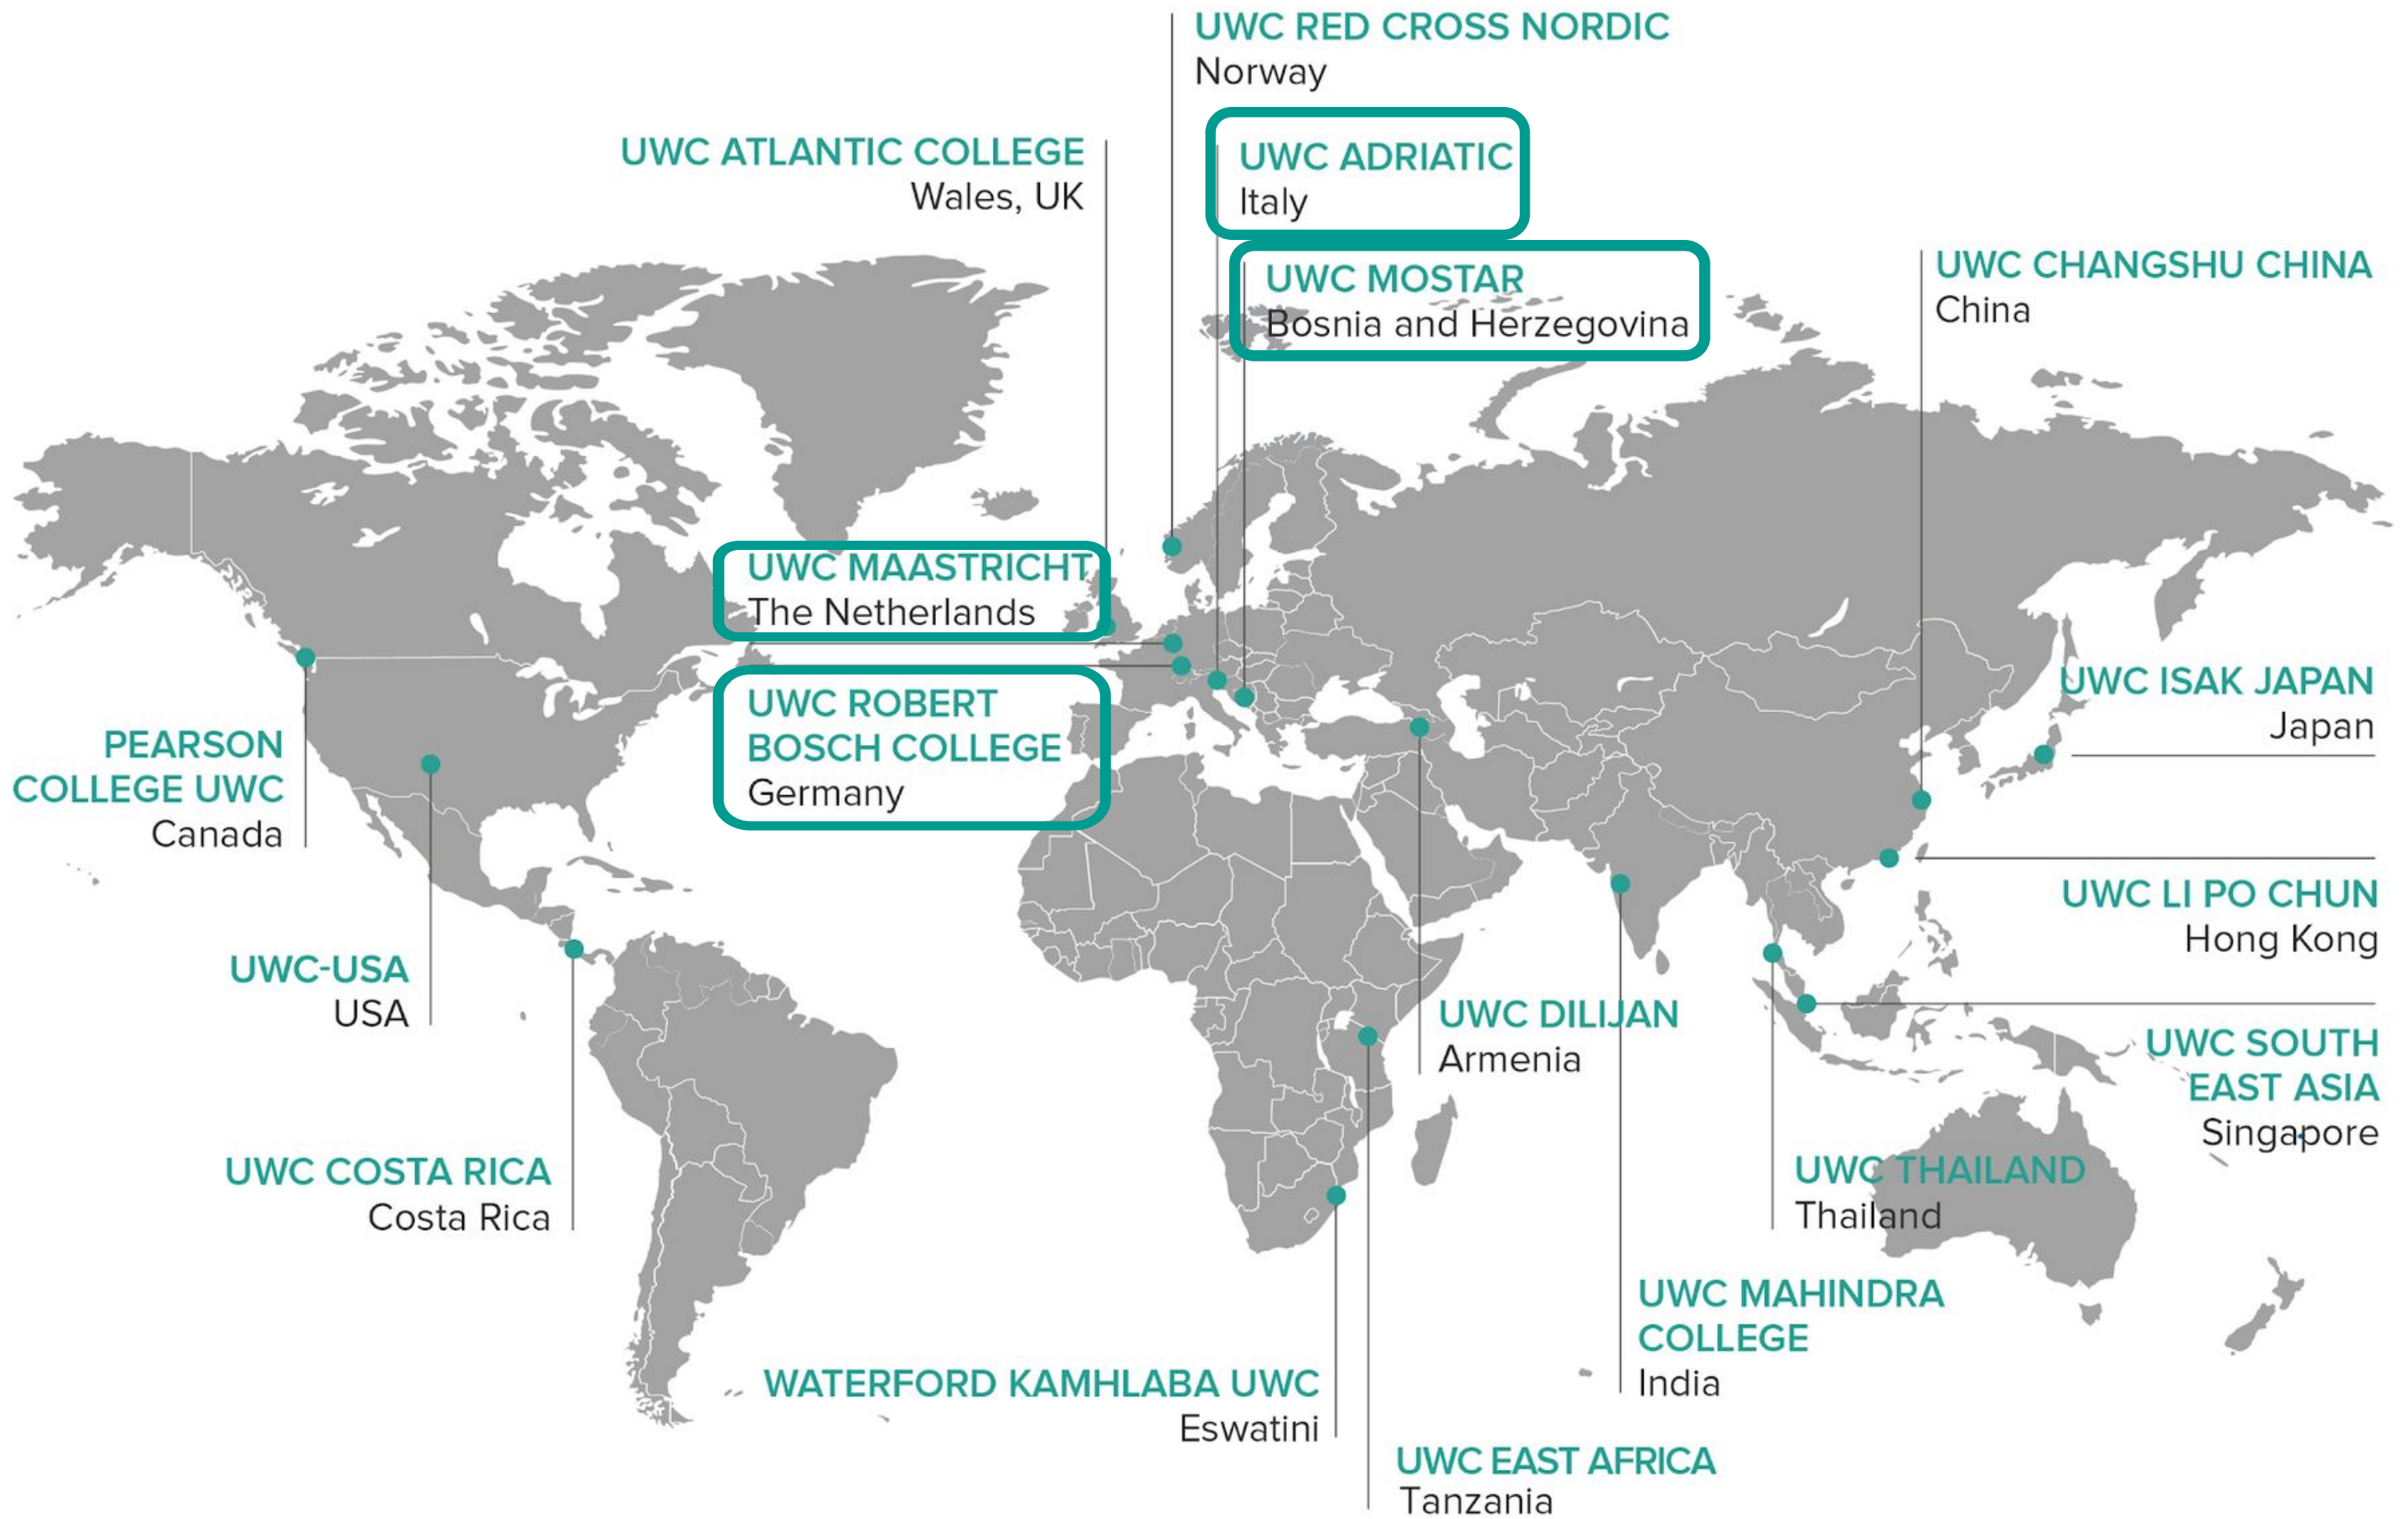 UWC RED CROSS NORDIC
Norway
UWC ATLANTIC COLLEGE
Wales, UK
UWC ADRIATIC
Italy
UWC MOSTAR
Bosnia and Herzegovina
UWC CHANGSHU CHINA
China
UWC MAASTRICHT
The Netherlands
UWC ROBERT
BOSCH COLLEGE
Germany
UWC ISAK JAPAN
Japan
PEARSON
COLLEGE UWC
Canada
UWC LI PO CHUN
Hong Kong
UWC-USA
USA
UWC DILIJAN
Armenia
UWC SOUTH
EAST ASIA
Singapore
UWC COSTA RICA
Costa Rica
UWC THAILAND
Thailand
UWC MAHINDRA
COLLEGE
India
WATERFORD KAMHLABA UWC
Eswatini
UWC EAST AFRICA
Tanzania